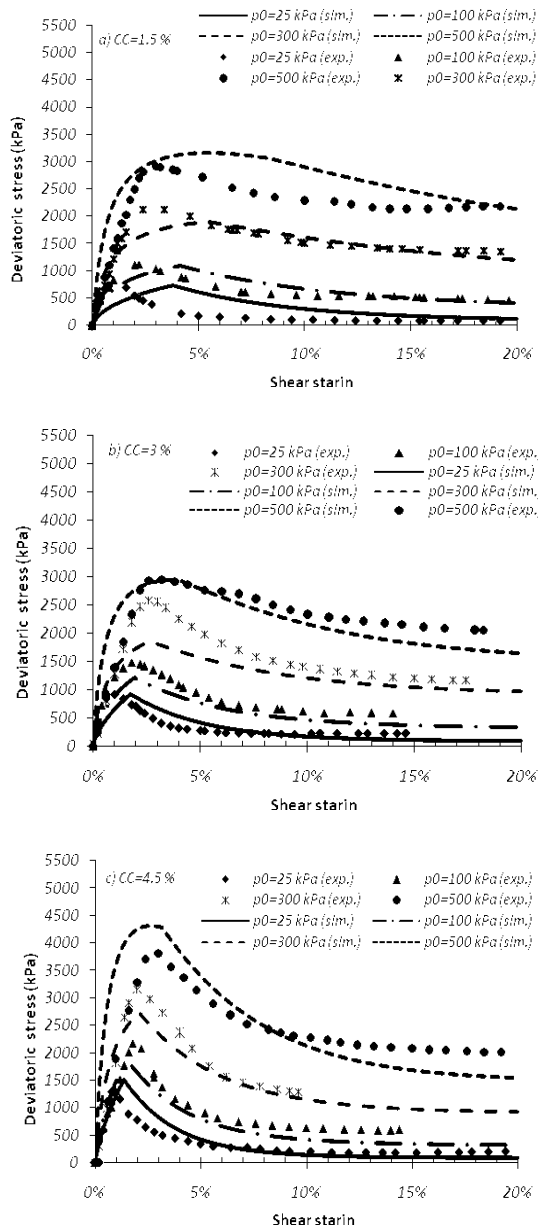 a) CC=1.5 %
p0=25 kPa (sim.) p0=100 kPa (sim.)
p0=300 kPa (sim.) p0=500 kPa (sim.)
p0=25 kPa (exp.) p0=100 kPa (exp.)
p0=500 kPa (exp.) p0=300 kPa (exp.)
Deviatoric stress (kPa)
5500
5000
4500
4000
3500
3000
2500
2000
1500
1000
500
0
0% 5% 10% 15% 20%
Shear starin
b) CC=3 %
p0=25 kPa (exp.) p0=100 kPa (exp.)
p0=300 kPa (exp.) p0=25 kPa (sim.)
p0=100 kPa (sim.) p0=300 kPa (sim.)
p0=500 kPa (sim.) p0=500 kPa (exp.)
Deviatoric stress (kPa)
5500
5000
4500
4000
3500
3000
2500
2000
1500
1000
500
0
0% 5% 10% 15% 20%
Shear starin
c) CC=4.5 %
p0=25 kPa (exp.) p0=100 kPa (exp.)
p0=300 kPa (exp.) p0=500 kPa (exp.)
p0=25 kPa (sim.) p0=100 kPa (sim.)
p0=300 kPa (sim.) p0=500 kPa (sim.)
Deviatoric stress (kPa)
5500
5000
4500
4000
3500
3000
2500
2000
1500
1000
500
0
0% 5% 10% 15% 20%
Shear starin